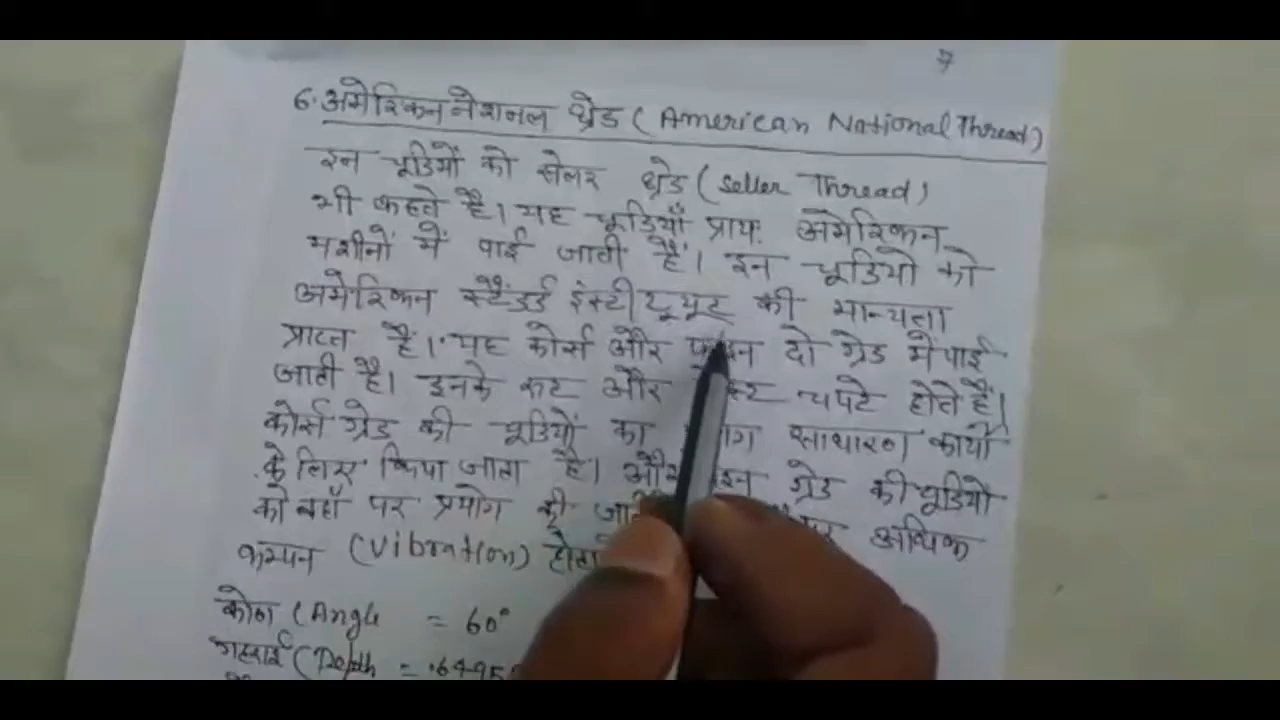 7
6. अमेरिकन नेशनल थ्रेड (American National Thread)
इन चूडियों को सेलर थ्रेड (Seller Thread)
भी कहते है। यह चूडियाँ प्राय: अमेरिकन
मशीनों में पाई जाती हैं। इन चूडियो को
अमेरिकन स्टैंडर्ड इंस्टीट्यूट की मान्यता
प्राप्त हैं। यह कोर्स और दो ग्रेड में पाई
जाती है। इनके रूट और चपटे होते हैं।
कोर्स ग्रेड की चूडियों का साधारण कार्यो
के लिए किया जाता है। और ग्रेड की चूडियो
को वहाँ पर प्रयोग की अधिक
कम्पन (Vibration) होता
कोण (Angle = 60°
गहराई (Depth = .6495